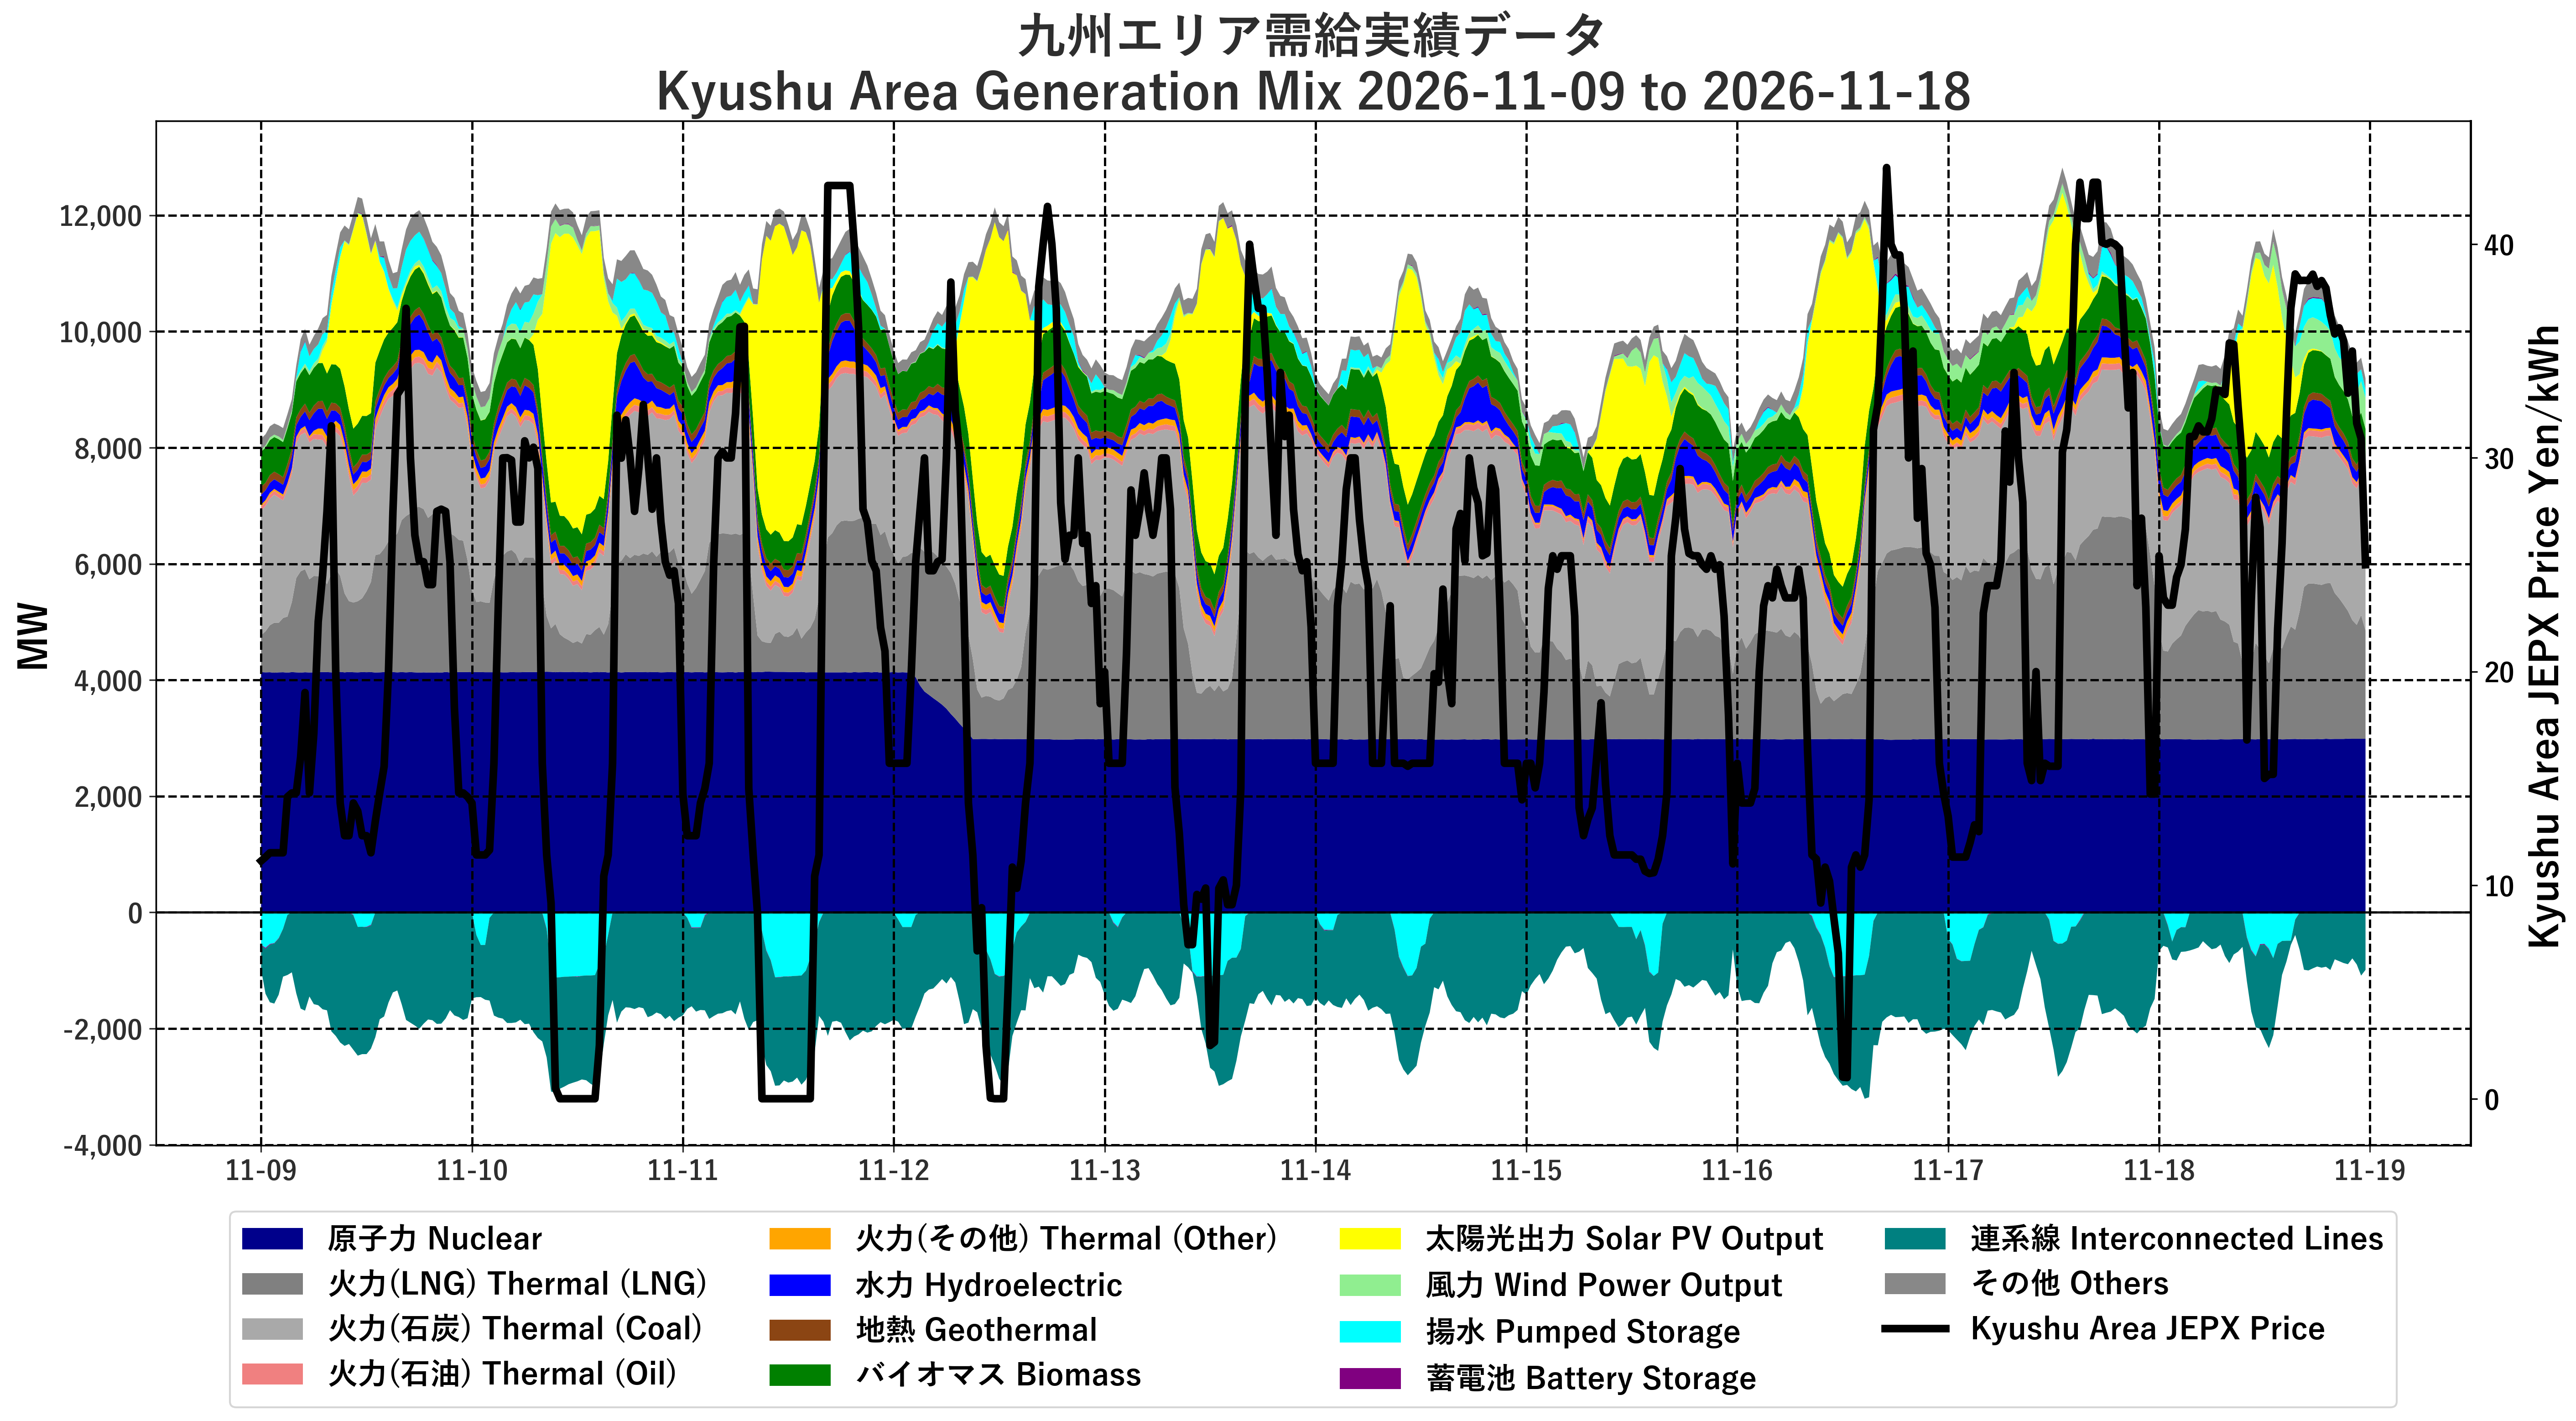 九州エリア需給実績データ
Kyushu Area Generation Mix 2026-11-09 to 2026-11-18
MW
12,000
10,000
8,000
6,000
4,000
2,000
0
-2,000
-4,000
40
30
20
10
0
Kyushu Area JEPX Price Yen/kWh
11-09 11-10 11-11 11-12 11-13 11-14 11-15 11-16 11-17 11-18 11-19
原子力 Nuclear
火力(LNG) Thermal (LNG)
火力(石炭) Thermal (Coal)
火力(石油) Thermal (Oil)
火力(その他) Thermal (Other)
水力 Hydroelectric
地熱 Geothermal
バイオマス Biomass
太陽光出力 Solar PV Output
風力 Wind Power Output
揚水 Pumped Storage
蓄電池 Battery Storage
連系線 Interconnected Lines
その他 Others
Kyushu Area JEPX Price